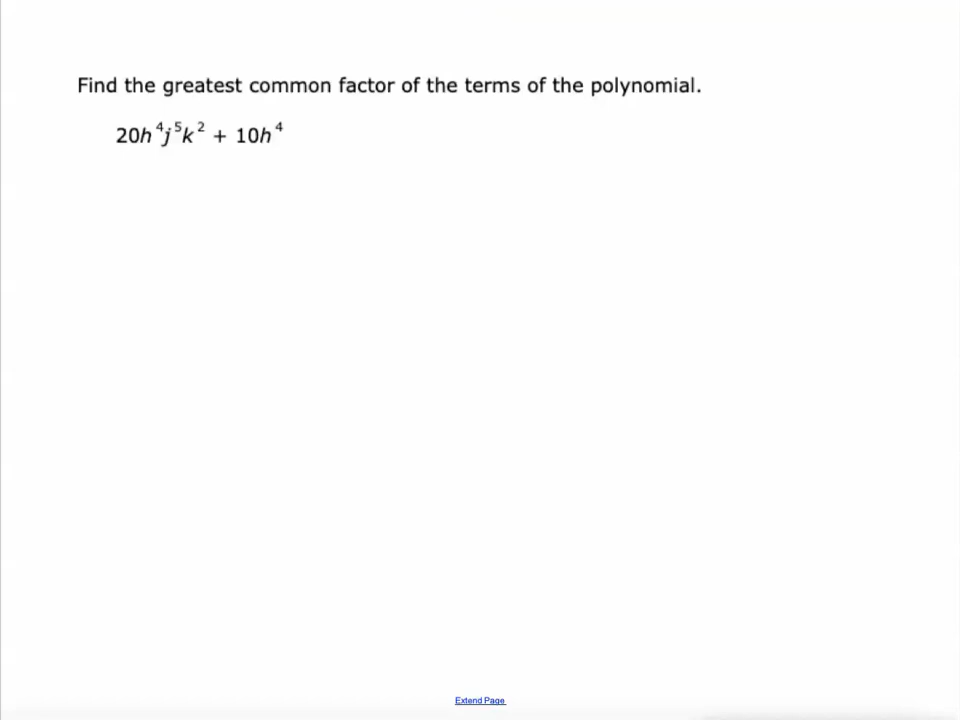 Find the greatest common factor of the terms of the polynomial.
20h⁴j⁵k² + 10h⁴
Extend Page